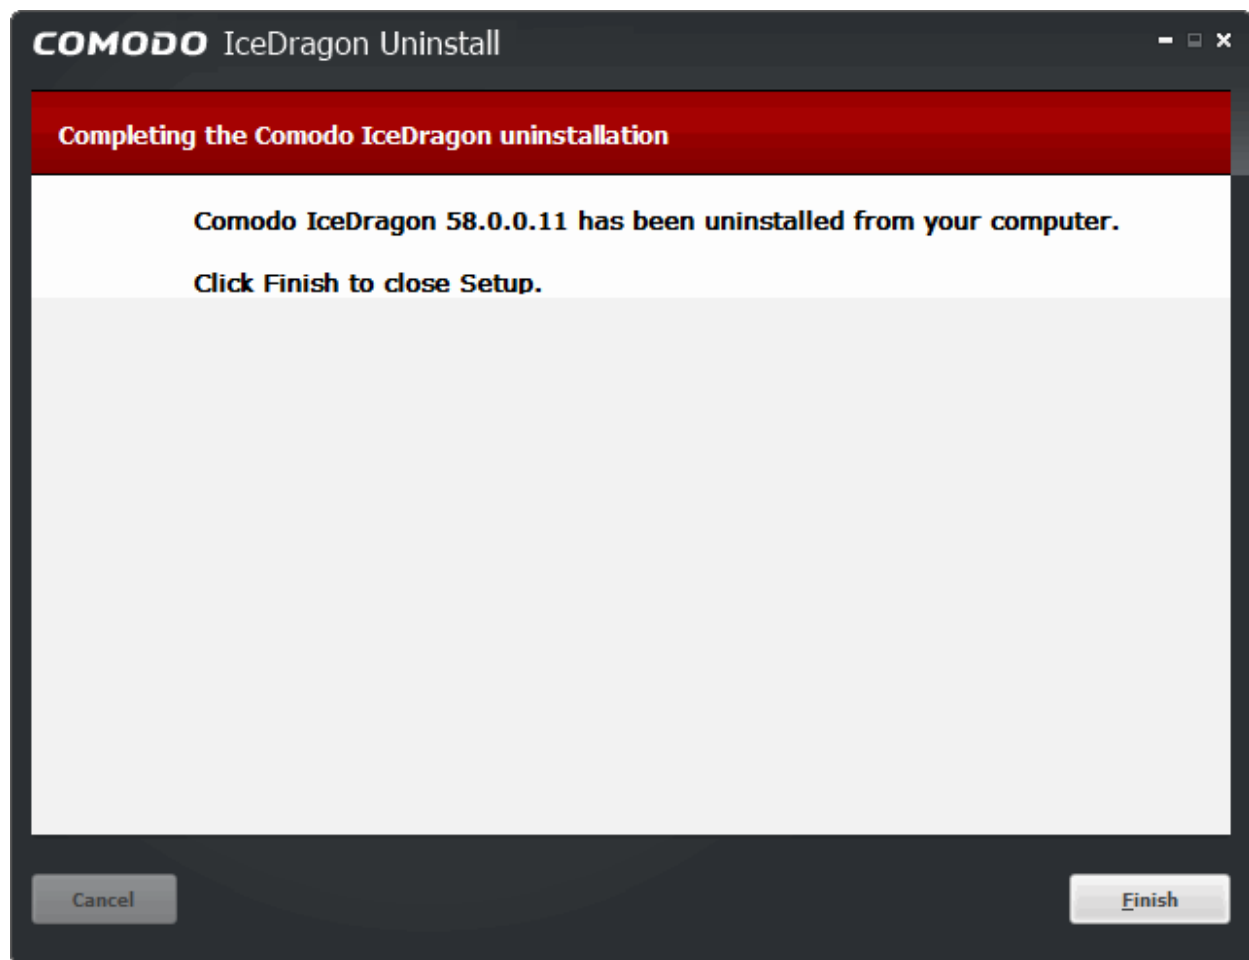 COMODO IceDragon Uninstall
Completing the Comodo IceDragon uninstallation
Comodo IceDragon 58.0.0.11 has been uninstalled from your computer.
Click Finish to close Setup.
Cancel
Finish